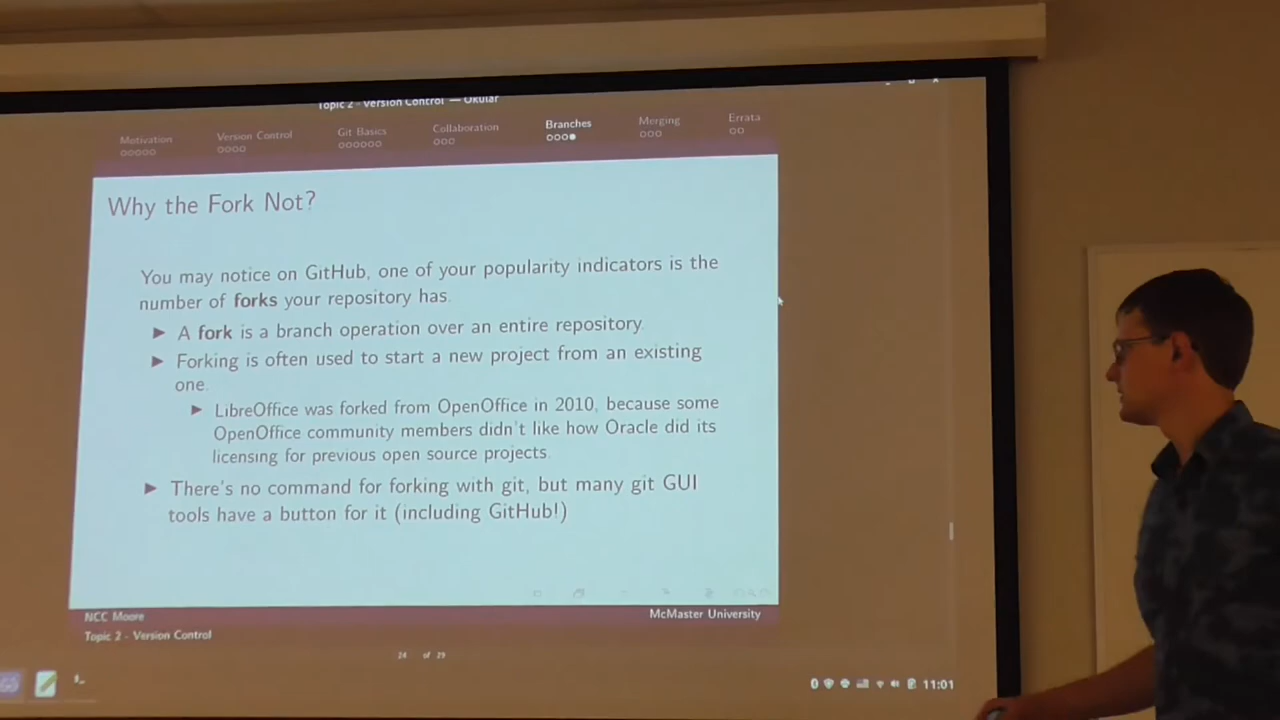 Topic 2 - Version Control — Okular
Motivation Version Control Git Basics Collaboration Branches Merging Errata
Why the Fork Not?
You may notice on GitHub, one of your popularity indicators is the
number of forks your repository has.
► A fork is a branch operation over an entire repository.
► Forking is often used to start a new project from an existing
one.
► LibreOffice was forked from OpenOffice in 2010, because some
OpenOffice community members didn't like how Oracle did its
licensing for previous open source projects.
► There's no command for forking with git, but many git GUI
tools have a button for it (including GitHub!)
NCC Moore McMaster University
Topic 2 - Version Control
24 of 29
11:01